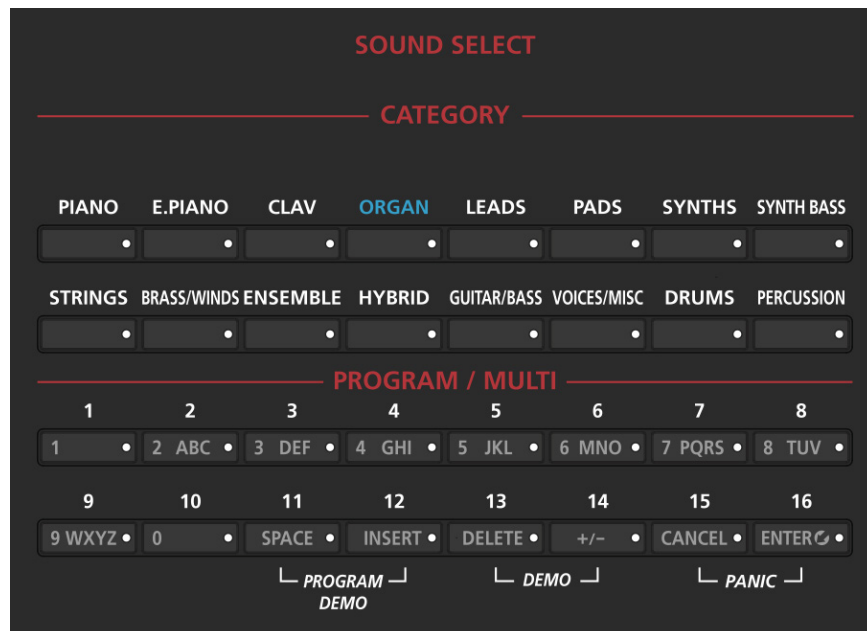 SOUND SELECT
CATEGORY
PIANO E.PIANO CLAV ORGAN LEADS PADS SYNTHS SYNTH BASS
STRINGS BRASS/WINDS ENSEMBLE HYBRID GUITAR/BASS VOICES/MISC DRUMS PERCUSSION
PROGRAM / MULTI
1 2 3 4 5 6 7 8
1 2 ABC 3 DEF 4 GHI 5 JKL 6 MNO 7 PQRS 8 TUV
9 10 11 12 13 14 15 16
9 WXYZ 0 SPACE INSERT DELETE +/− CANCEL ENTER
PROGRAM DEMO PANIC
DEMO